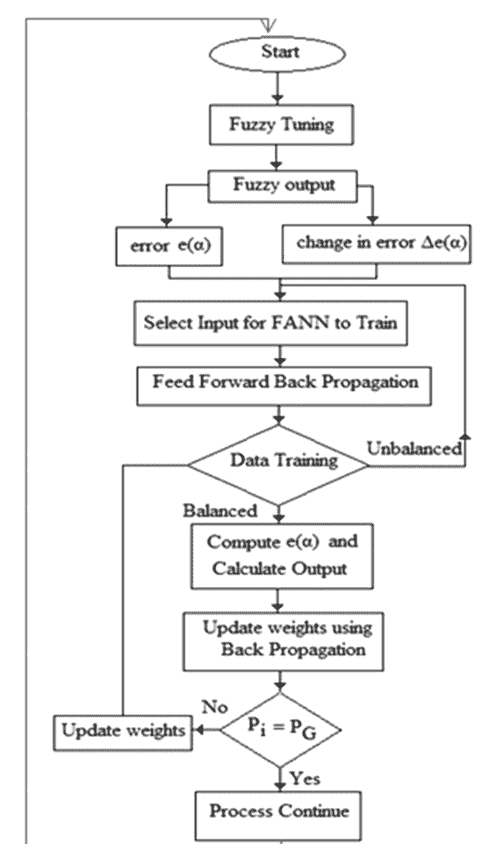 Start
Fuzzy Tuning
Fuzzy output
error e(α)
change in error Δe(α)
Select Input for FANN to Train
Feed Forward Back Propagation
Data Training
Unbalanced
Balanced
Compute e(α) and
Calculate Output
Update weights using
Back Propagation
No
Update weights
Pi = PG
Yes
Process Continue